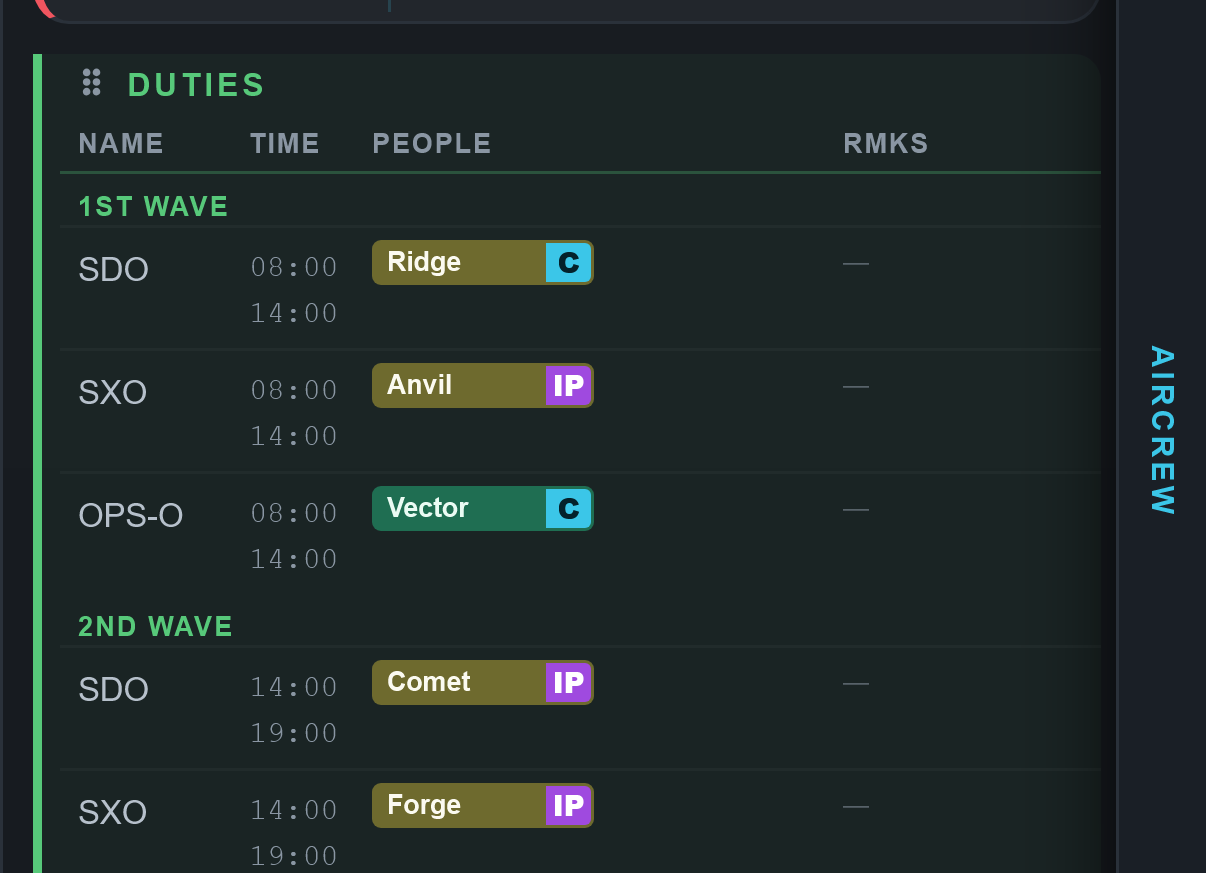 DUTIES
NAME TIME PEOPLE RMKS
1ST WAVE
SDO 08:00 Ridge C —
14:00
SXO 08:00 Anvil IP —
14:00
OPS-O 08:00 Vector C —
14:00
2ND WAVE
SDO 14:00 Comet IP —
19:00
SXO 14:00 Forge IP —
19:00
AIRCREW